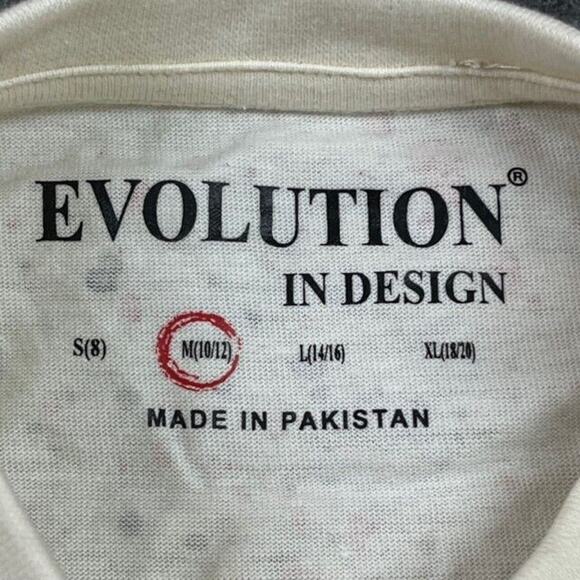 EVOLUTION®
IN DESIGN
S(8) M(10/12) L(14/16) XL(18/20)
MADE IN PAKISTAN